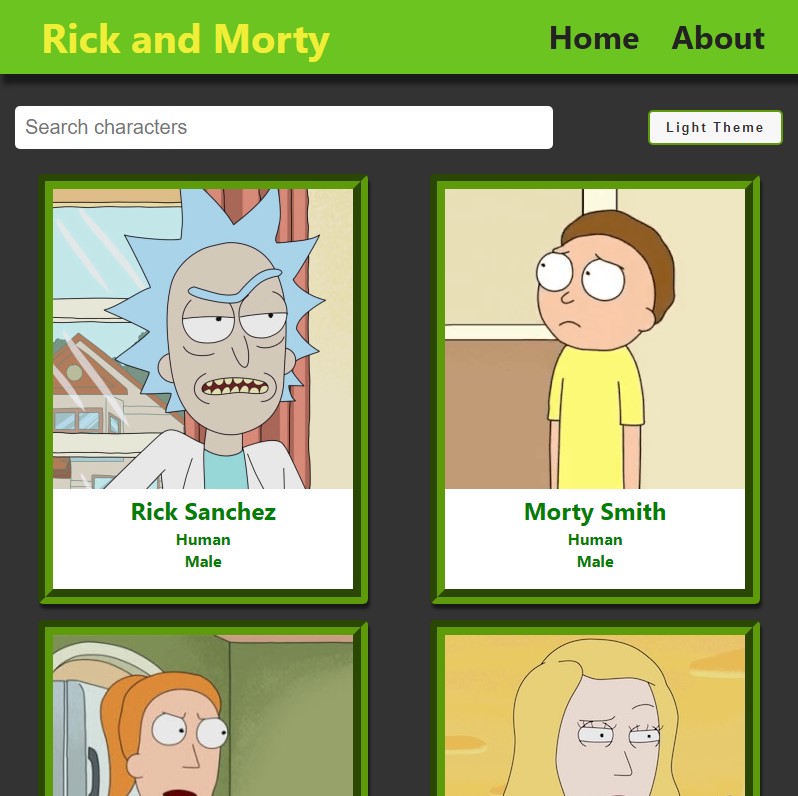 Rick and Morty
Home
About
Search characters
Light Theme
Rick Sanchez
Human
Male
Morty Smith
Human
Male